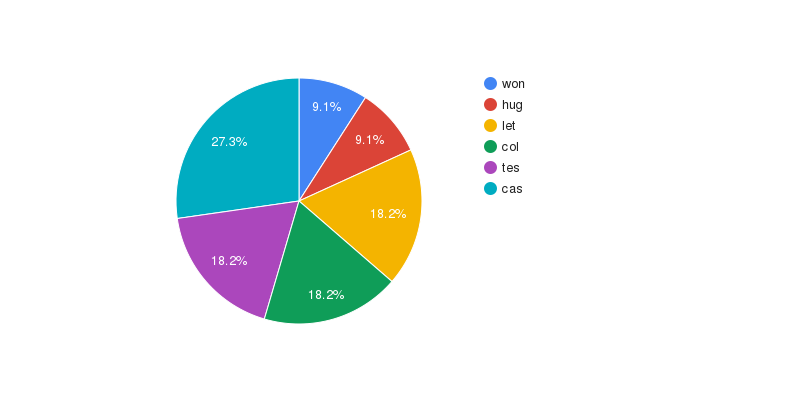 won
hug
let
col
tes
cas
9.1%
9.1%
18.2%
18.2%
18.2%
27.3%